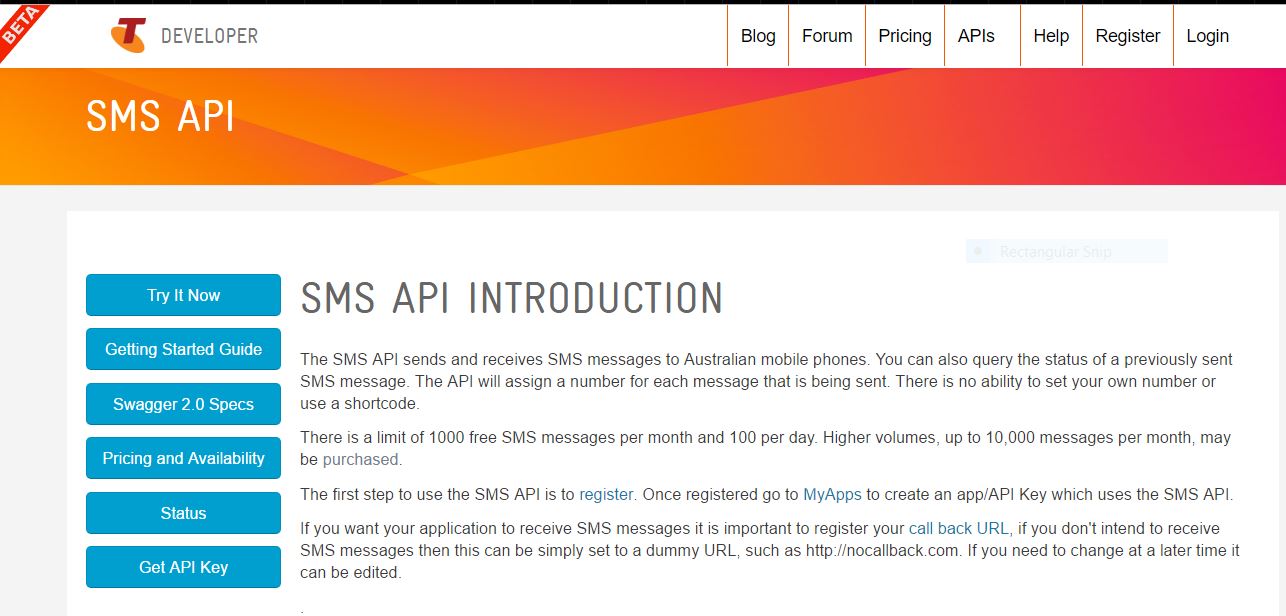 BETA
T DEVELOPER
Blog Forum Pricing APIs Help Register Login
SMS API
Rectangular Snip
Try It Now
Getting Started Guide
Swagger 2.0 Specs
Pricing and Availability
Status
Get API Key
SMS API INTRODUCTION
The SMS API sends and receives SMS messages to Australian mobile phones. You can also query the status of a previously sent
SMS message. The API will assign a number for each message that is being sent. There is no ability to set your own number or
use a shortcode.
There is a limit of 1000 free SMS messages per month and 100 per day. Higher volumes, up to 10,000 messages per month, may
be purchased.
The first step to use the SMS API is to register. Once registered go to MyApps to create an app/API Key which uses the SMS API.
If you want your application to receive SMS messages it is important to register your call back URL, if you don't intend to receive
SMS messages then this can be simply set to a dummy URL, such as http://nocallback.com. If you need to change at a later time it
can be edited.
.